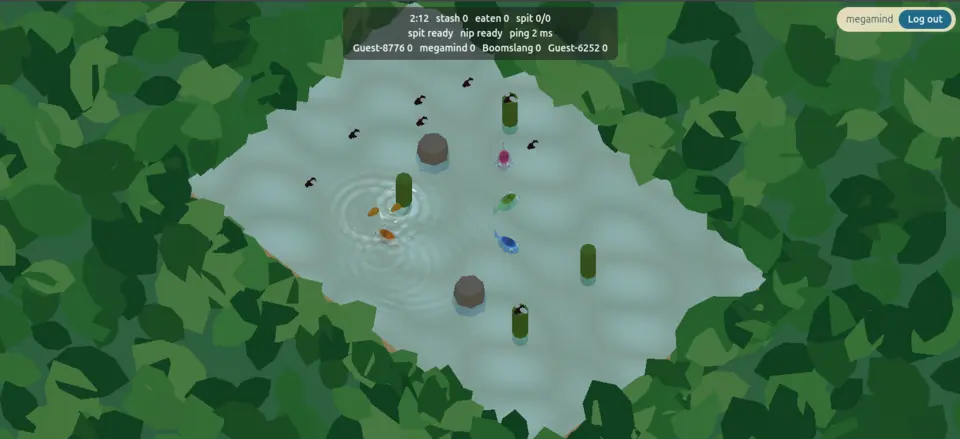 2:12 stash 0 eaten 0 spit 0/0
spit ready nip ready ping 2 ms
Guest-8776 0 megamind 0 Boomslang 0 Guest-6252 0
megamind Log out